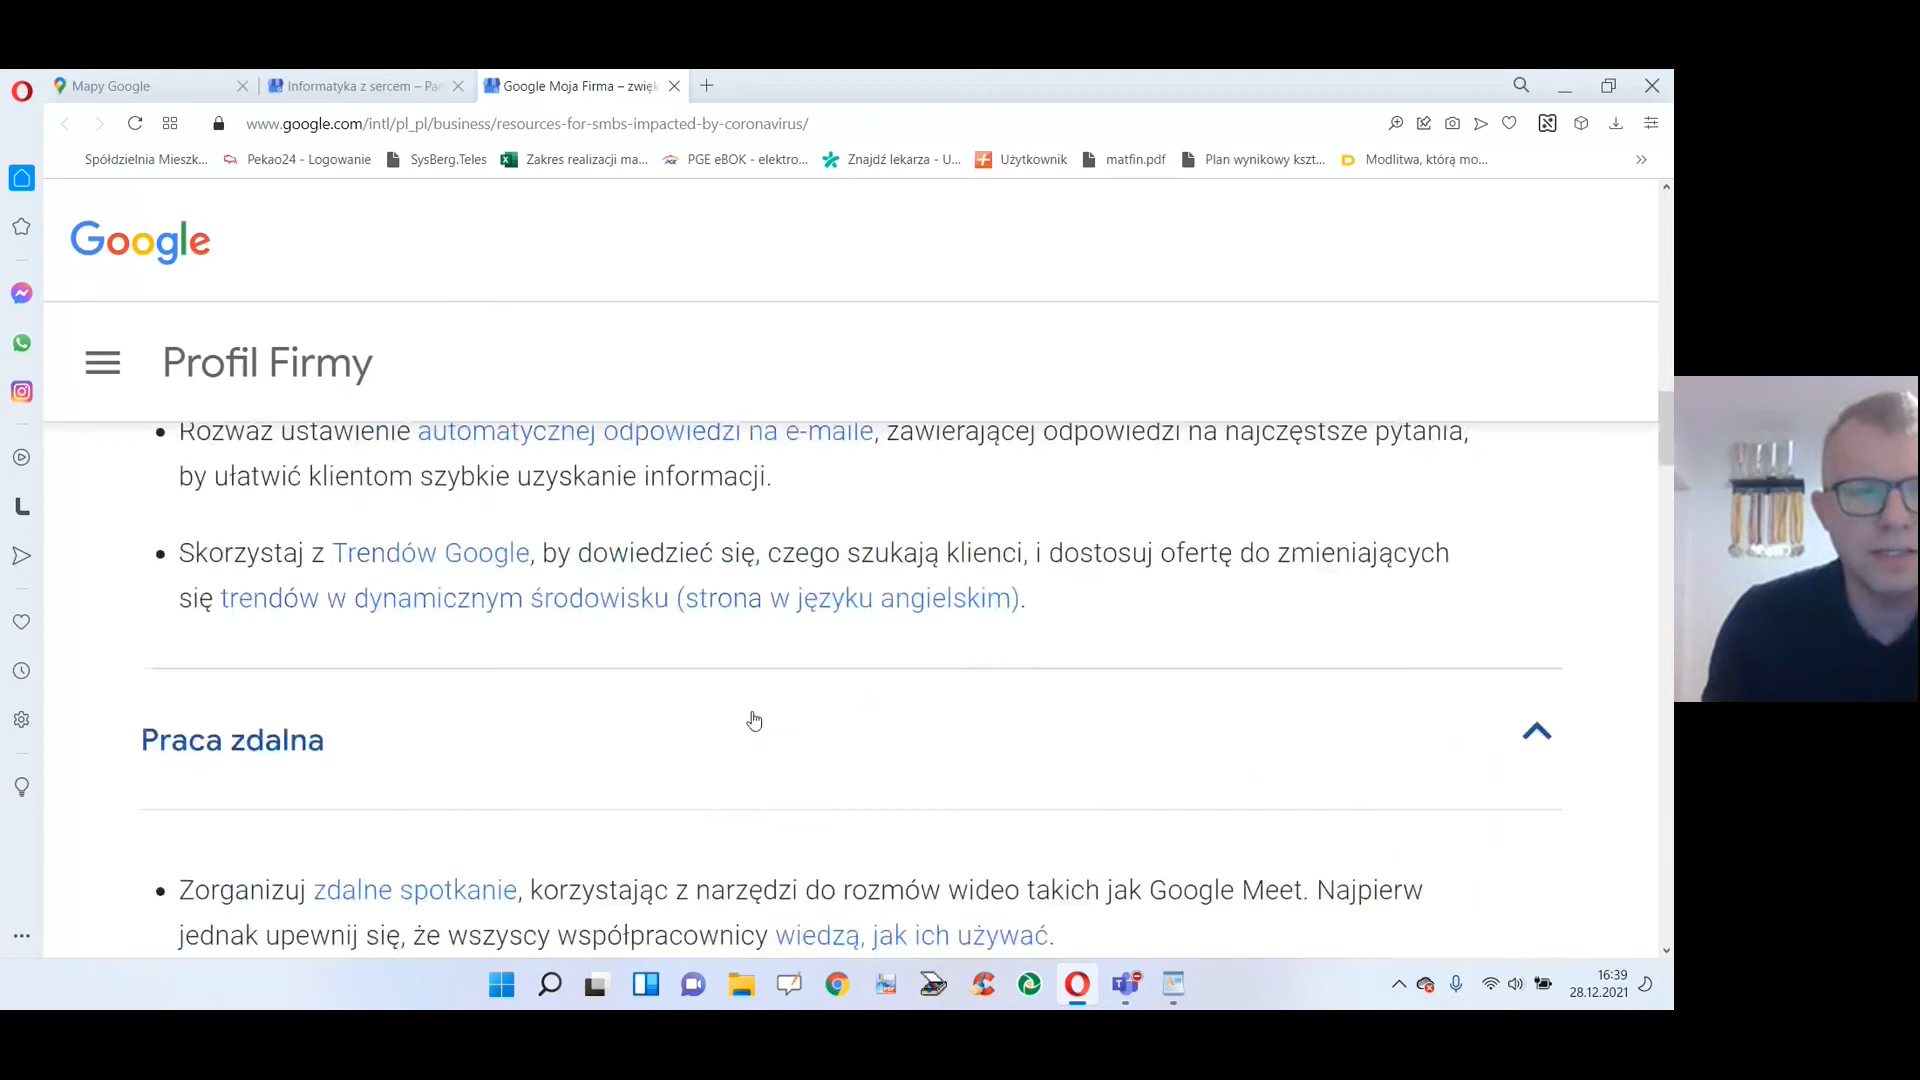 Mapy Google
Informatyka z sercem – Pan
Google Moja Firma – zwięk
www.google.com/intl/pl_pl/business/resources-for-smbs-impacted-by-coronavirus/
Spółdzielnia Mieszk...
Pekao24 - Logowanie
SysBerg.Teles
Zakres realizacji ma...
PGE eBOK - elektro...
Znajdź lekarza - U...
Użytkownik
matfin.pdf
Plan wynikowy kszt...
Modlitwa, którą mo...
Google
Profil Firmy
Rozważ ustawienie automatycznej odpowiedzi na e-maile, zawierającej odpowiedzi na najczęstsze pytania,
by ułatwić klientom szybkie uzyskanie informacji.
Skorzystaj z Trendów Google, by dowiedzieć się, czego szukają klienci, i dostosuj ofertę do zmieniających
się trendów w dynamicznym środowisku (strona w języku angielskim).
Praca zdalna
Zorganizuj zdalne spotkanie, korzystając z narzędzi do rozmów wideo takich jak Google Meet. Najpierw
jednak upewnij się, że wszyscy współpracownicy wiedzą, jak ich używać.
16:39
28.12.2021